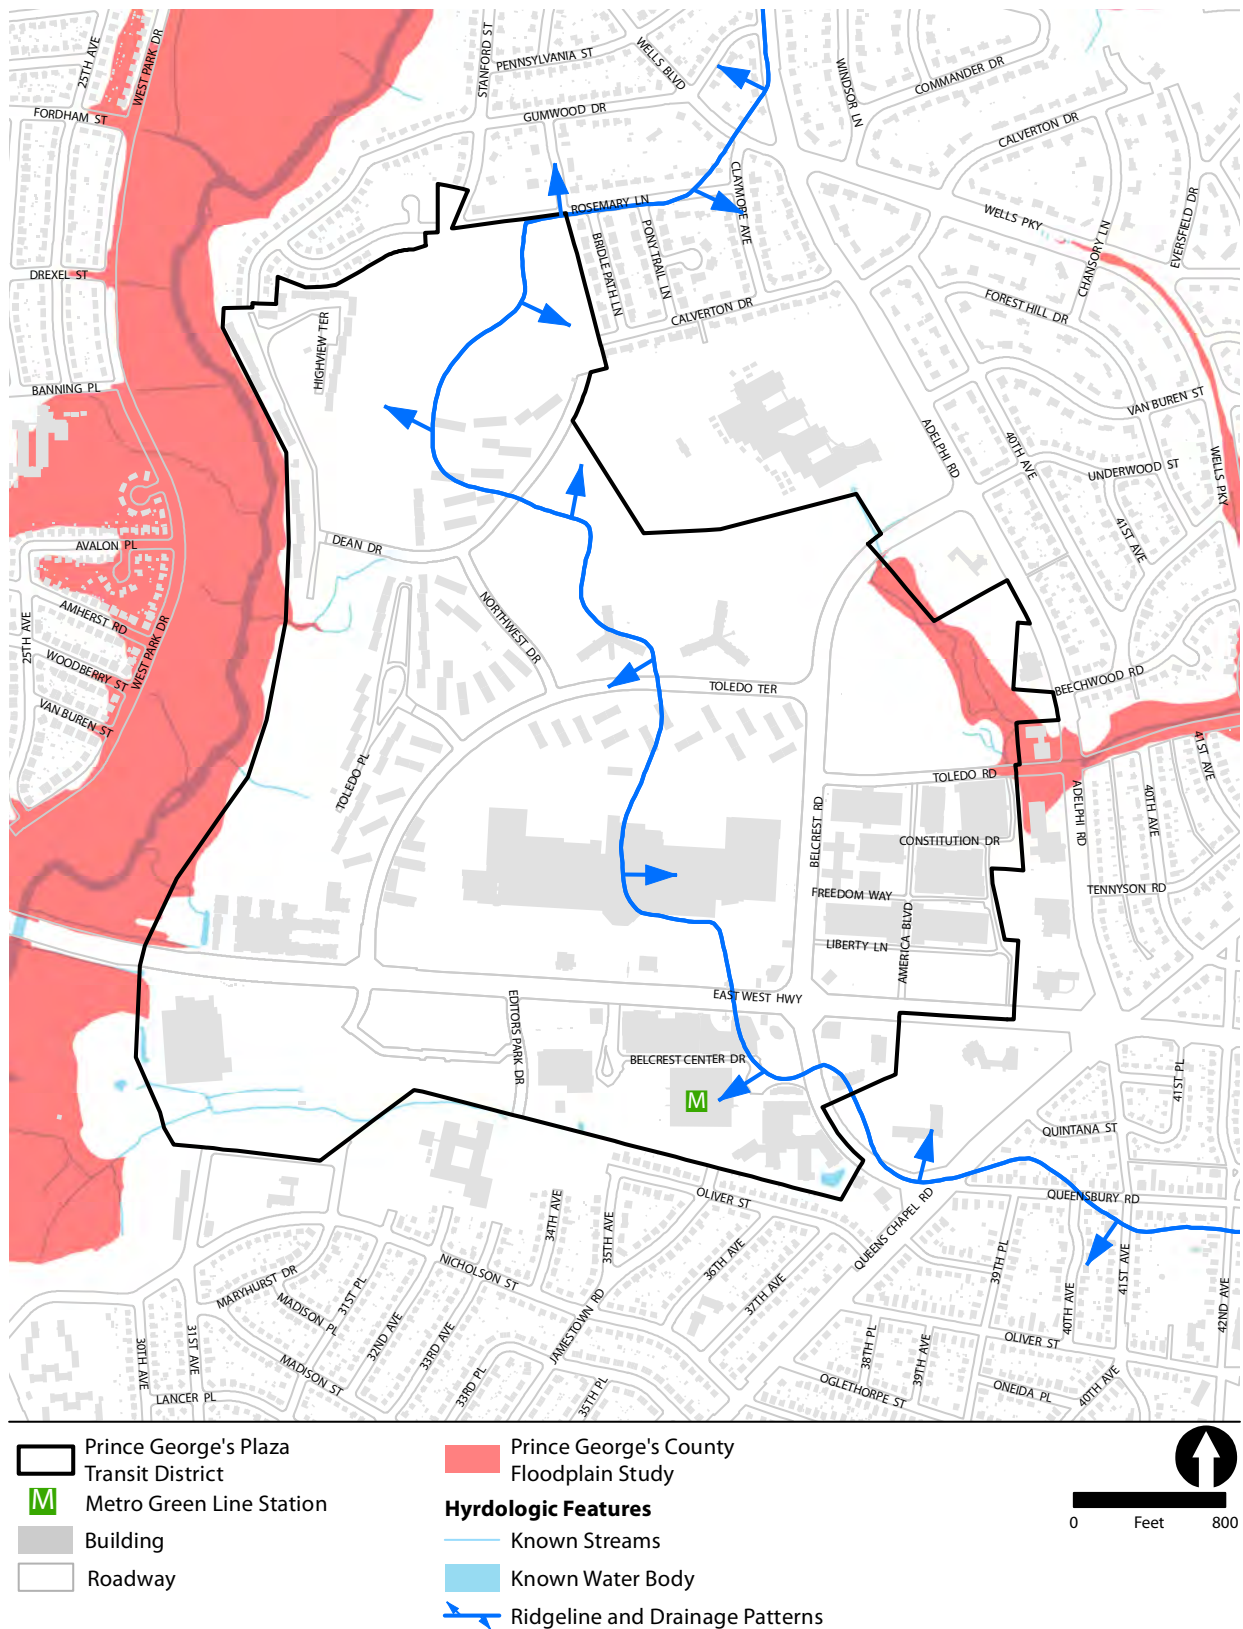 25TH AVE
WEST PARK DR
STANFORD ST
PENNSYLVANIA ST
WELLS BLVD
WINDSOR LN
COMMANDER DR
FORDHAM ST
GUMWOOD DR
CALVERTON DR
CLAYMORE AVE
ROSEMARY LN
WELLS PKY
EVERSFIELD DR
CHANSORY LN
BRIDLE PATH LN
PONY TRAIL LN
DREXEL ST
CALVERTON DR
FOREST HILL DR
HIGHVIEW TER
BANNING PL
VAN BUREN ST
ADELPHI RD
40TH AVE
UNDERWOOD ST
WELLS PKY
41ST AVE
AVALON PL
DEAN DR
AMHERST RD
NORTHWEST DR
25TH AVE
WOODBERRY ST
WEST PARK DR
VAN BUREN ST
TOLEDO TER
BEECHWOOD RD
41ST AVE
TOLEDO PL
TOLEDO RD
ADELPHI RD
40TH AVE
BELCREST RD
CONSTITUTION DR
FREEDOM WAY
TENNYSON RD
AMERICA BLVD
LIBERTY LN
EAST WEST HWY
EDITORS PARK DR
BELCREST CENTER DR
M
41ST PL
QUINTANA ST
OLIVER ST
QUEENSBURY RD
QUEENS CHAPEL RD
34TH AVE
35TH AVE
36TH AVE
37TH AVE
39TH PL
40TH AVE
41ST AVE
42ND AVE
NICHOLSON ST
MARYHURST DR
MADISON PL
31ST PL
32ND AVE
33RD AVE
JAMESTOWN RD
30TH AVE
31ST AVE
MADISON ST
33RD PL
35TH PL
38TH PL
39TH AVE
OLIVER ST
OGLETHORPE ST
ONEIDA PL
40TH AVE
LANCER PL
Prince George's Plaza
Transit District
M Metro Green Line Station
Building
Roadway
Prince George's County
Floodplain Study
Hyrdologic Features
Known Streams
Known Water Body
Ridgeline and Drainage Patterns
0 Feet 800